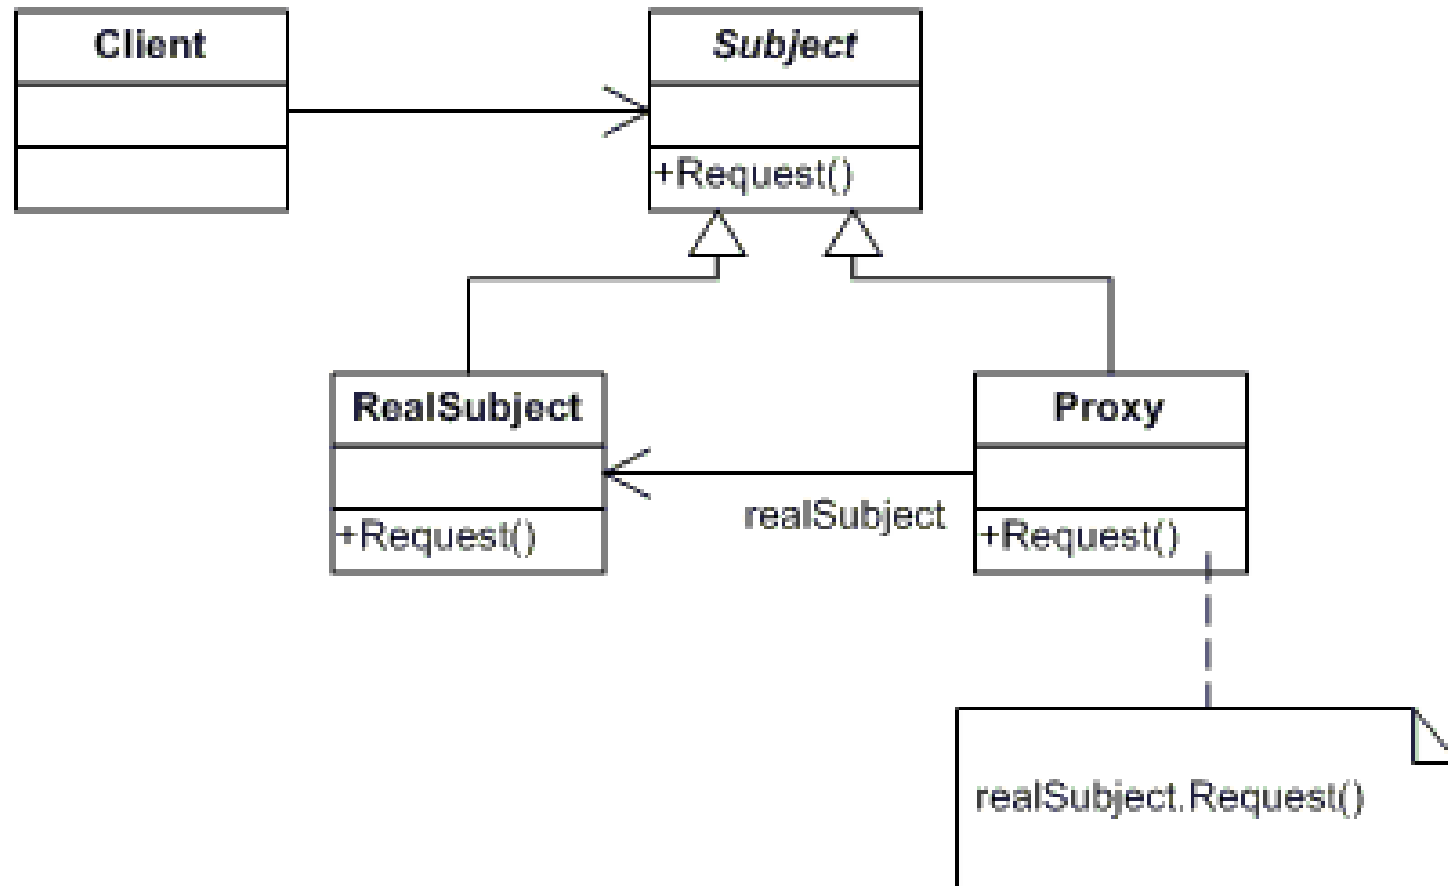 Client
Subject
+Request()
RealSubject
Proxy
realSubject
+Request()
+Request()
realSubject.Request()